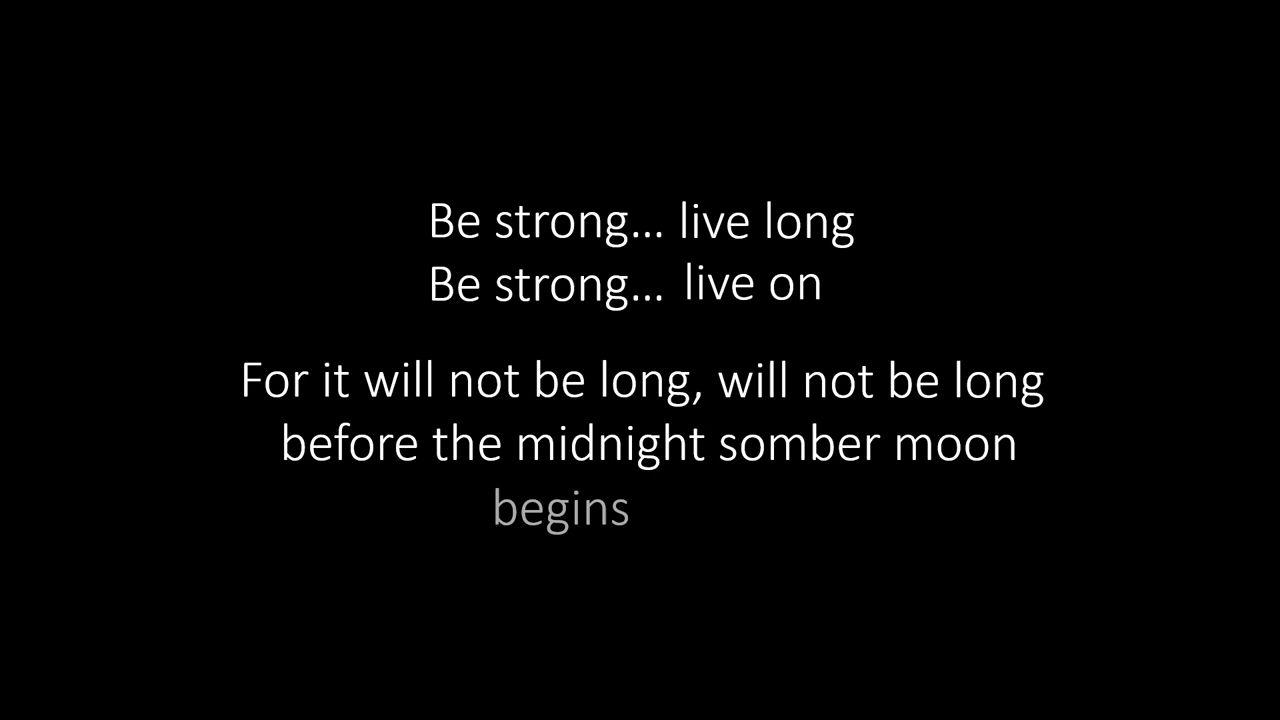 Be strong... live long
Be strong... live on
For it will not be long, will not be long
before the midnight somber moon
begins